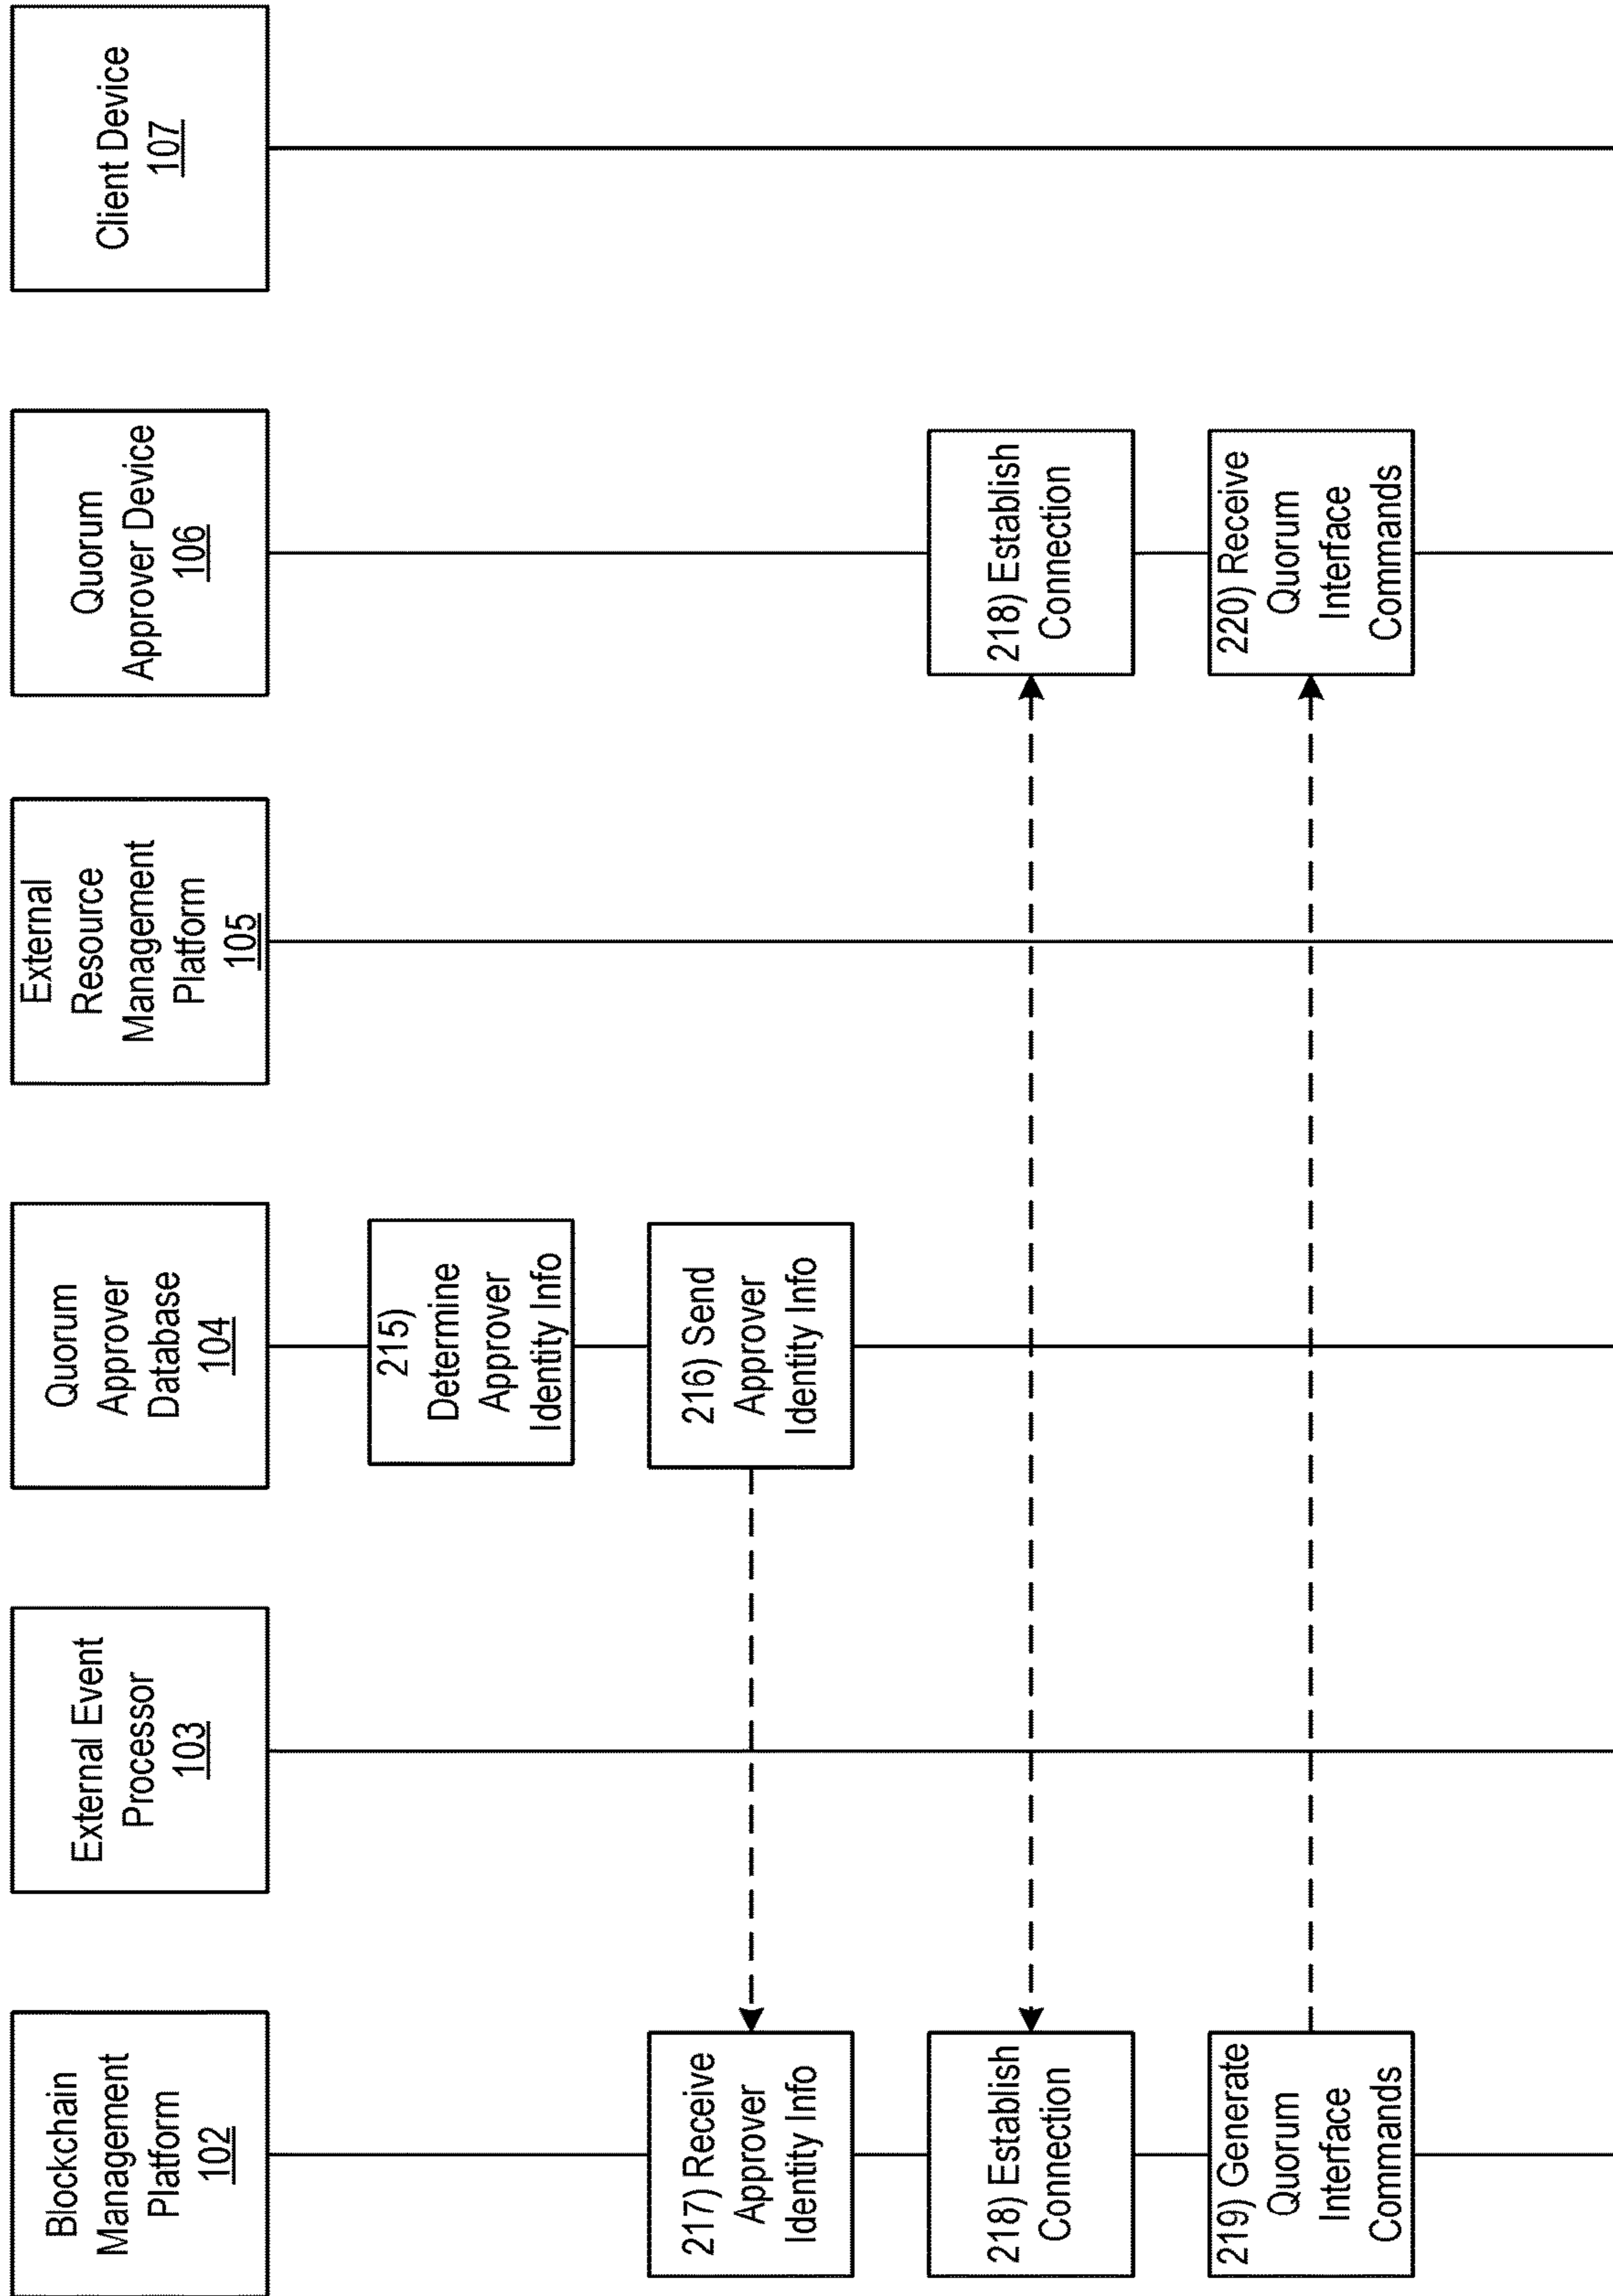 Blockchain
Management
Platform
102
External Event
Processor
103
Quorum
Approver
Database
104
External
Resource
Management
Platform
105
Quorum
Approver Device
106
Client Device
107
215)
Determine
Approver
Identity Info
217) Receive
Approver
Identity Info
216) Send
Approver
Identity Info
218) Establish
Connection
218) Establish
Connection
219) Generate
Quorum
Interface
Commands
220) Receive
Quorum
Interface
Commands